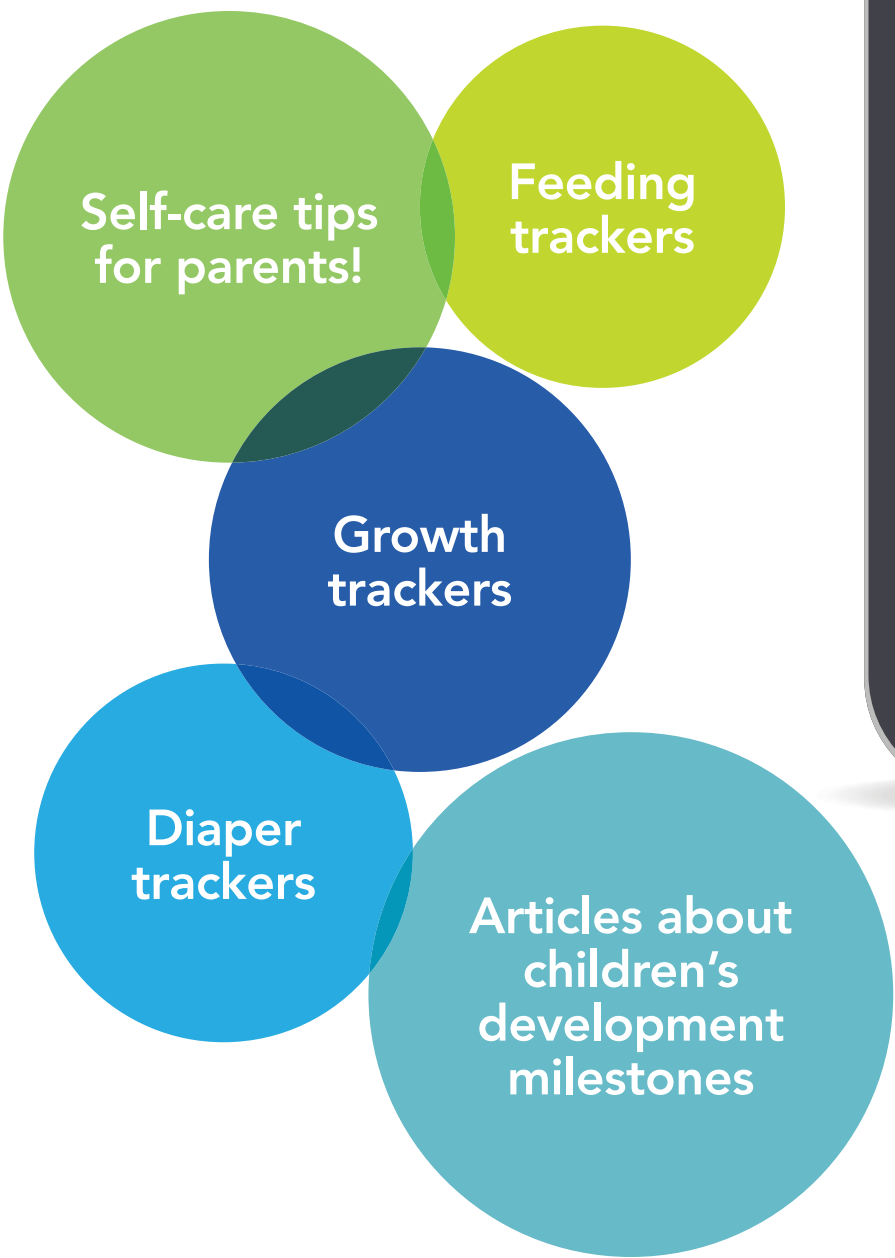 Self-care tips
for parents!
Feeding
trackers
Growth
trackers
Diaper
trackers
Articles about
children’s
development
milestones